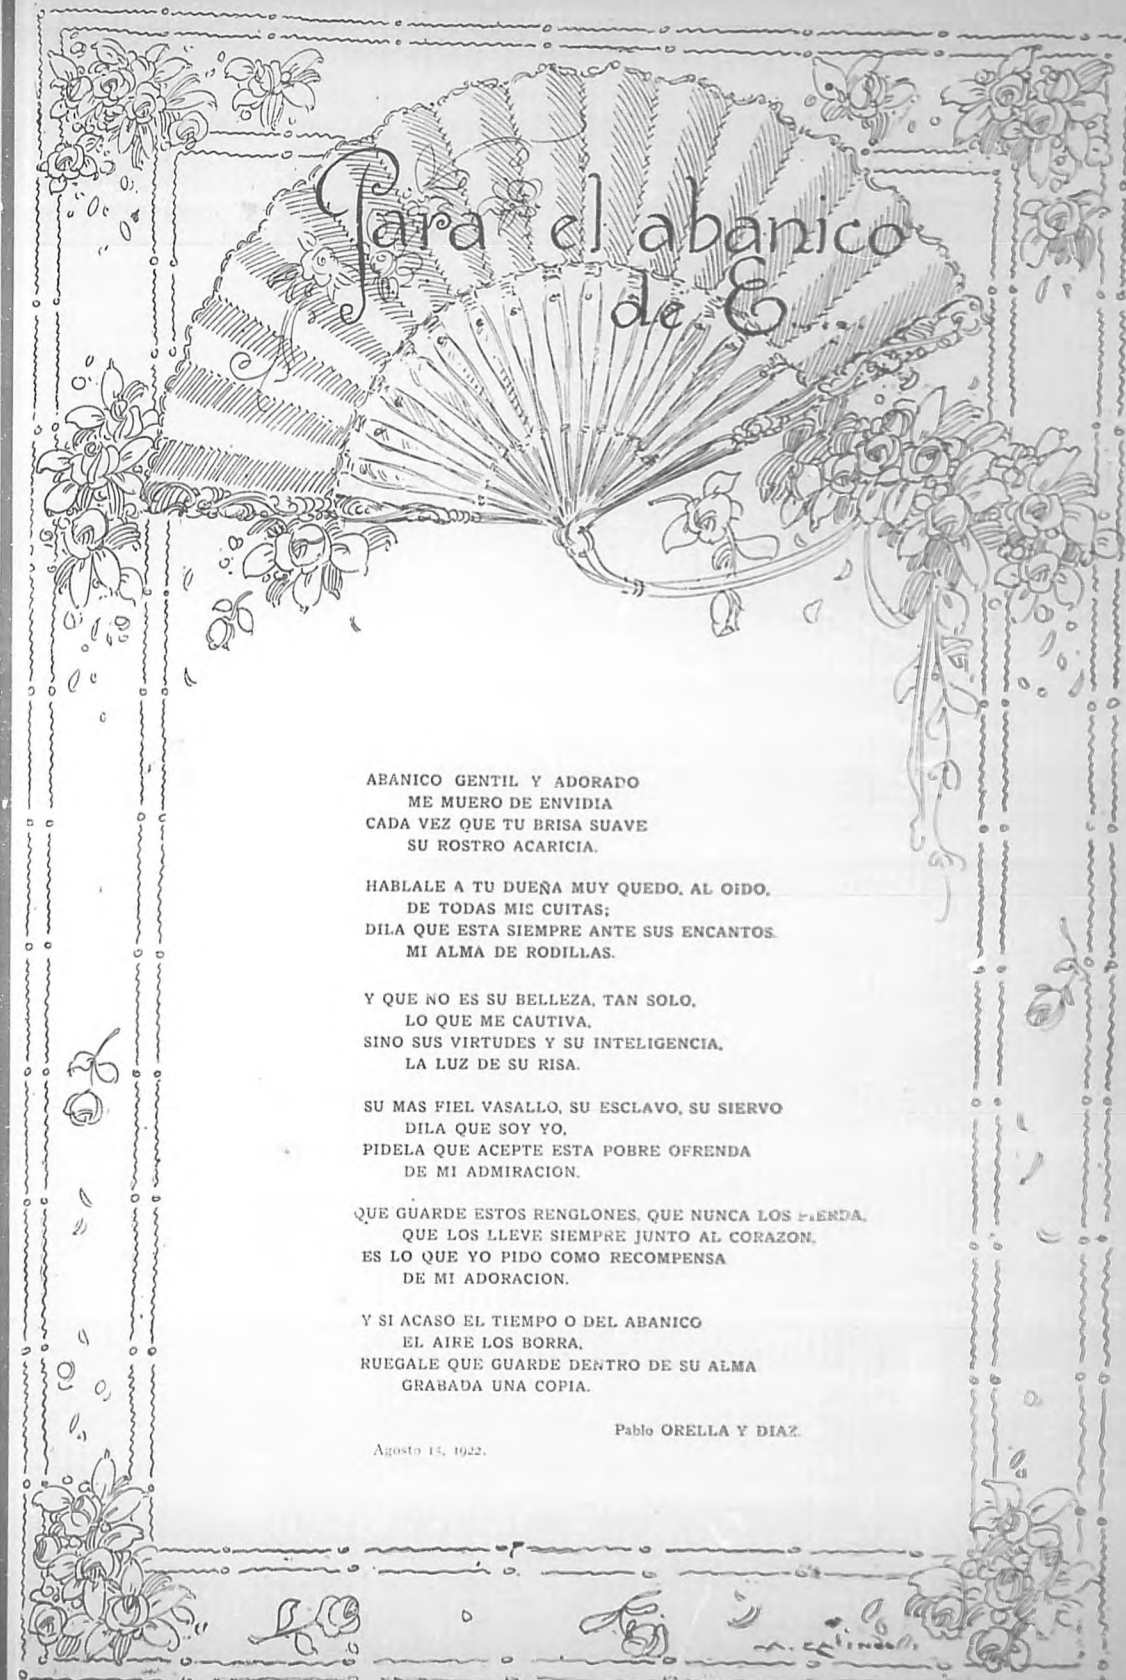 Para el abanico
de E....
ABANICO GENTIL Y ADORADO
ME MUERO DE ENVIDIA
CADA VEZ QUE TU BRISA SUAVE
SU ROSTRO ACARICIA.
HABLALE A TU DUEÑA MUY QUEDO, AL OIDO,
DE TODAS MIS CUITAS;
DILA QUE ESTA SIEMPRE ANTE SUS ENCANTOS
MI ALMA DE RODILLAS.
Y QUE NO ES SU BELLEZA, TAN SOLO,
LO QUE ME CAUTIVA,
SINO SUS VIRTUDES Y SU INTELIGENCIA,
LA LUZ DE SU RISA.
SU MAS FIEL VASALLO, SU ESCLAVO, SU SIERVO
DILA QUE SOY YO,
PIDELA QUE ACEPTE ESTA POBRE OFRENDA
DE MI ADMIRACION.
QUE GUARDE ESTOS RENGLONES, QUE NUNCA LOS PIERDA,
QUE LOS LLEVE SIEMPRE JUNTO AL CORAZON,
ES LO QUE YO PIDO COMO RECOMPENSA
DE MI ADORACION.
Y SI ACASO EL TIEMPO O DEL ABANICO
EL AIRE LOS BORRA,
RUEGALE QUE GUARDE DENTRO DE SU ALMA
GRABADA UNA COPIA.
Pablo ORELLA Y DIAZ
Agosto 15, 1922.